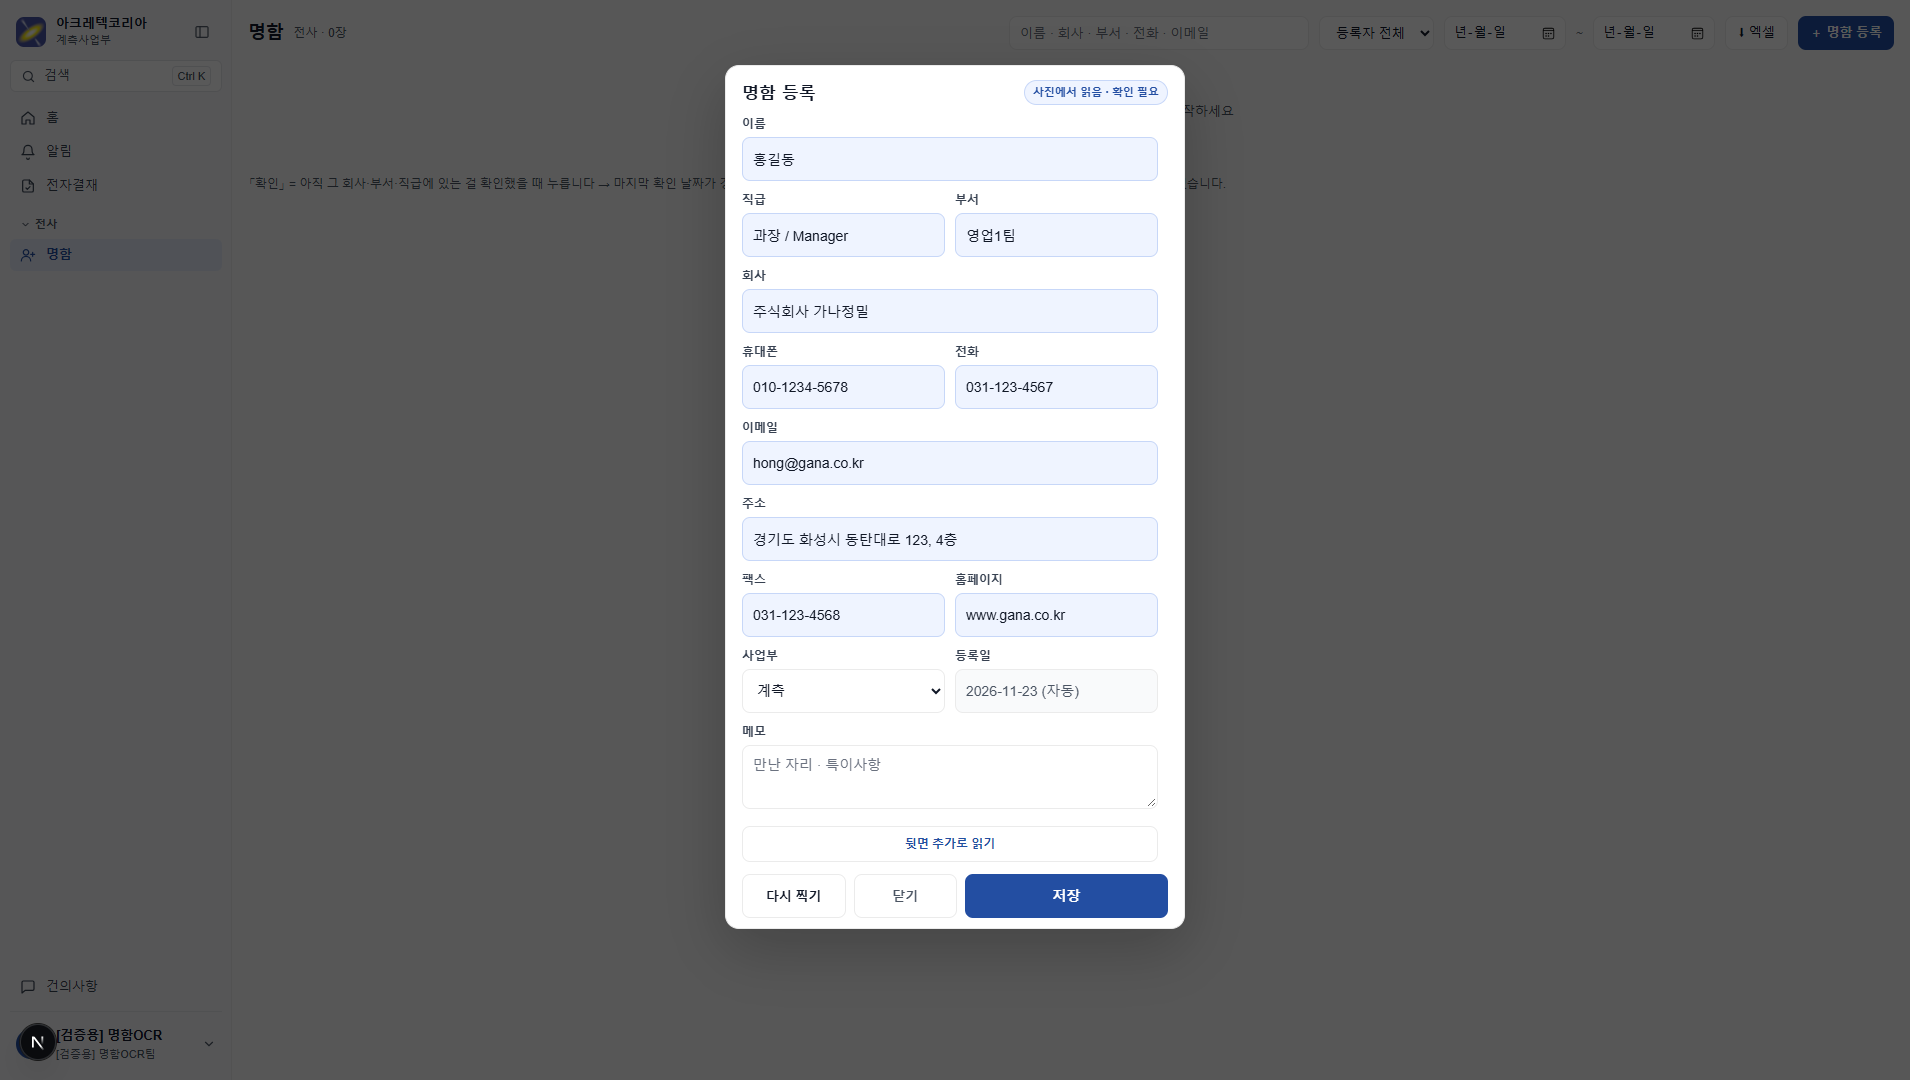 아크레텍코리아
계측사업부
검색
Ctrl K
홈
알림
전자결재
전사
명함
건의사항
N
[검증용] 명함OCR
[검증용] 명함OCR팀
명함 전사 · 0장
이름 · 회사 · 부서 · 전화 · 이메일
등록자 전체
년-월-일
~
년-월-일
엑셀
+ 명함 등록
작하세요
「확인」 = 아직 그 회사·부서·직급에 있는 걸 확인했을 때 누릅니다 → 마지막 확인 날짜가
습니다.
명함 등록
사진에서 읽음 · 확인 필요
이름
홍길동
직급 부서
과장 / Manager 영업1팀
회사
주식회사 가나정밀
휴대폰 전화
010-1234-5678 031-123-4567
이메일
hong@gana.co.kr
주소
경기도 화성시 동탄대로 123, 4층
팩스 홈페이지
031-123-4568 www.gana.co.kr
사업부 등록일
계측 2026-11-23 (자동)
메모
만난 자리 · 특이사항
뒷면 추가로 읽기
다시 찍기 닫기 저장